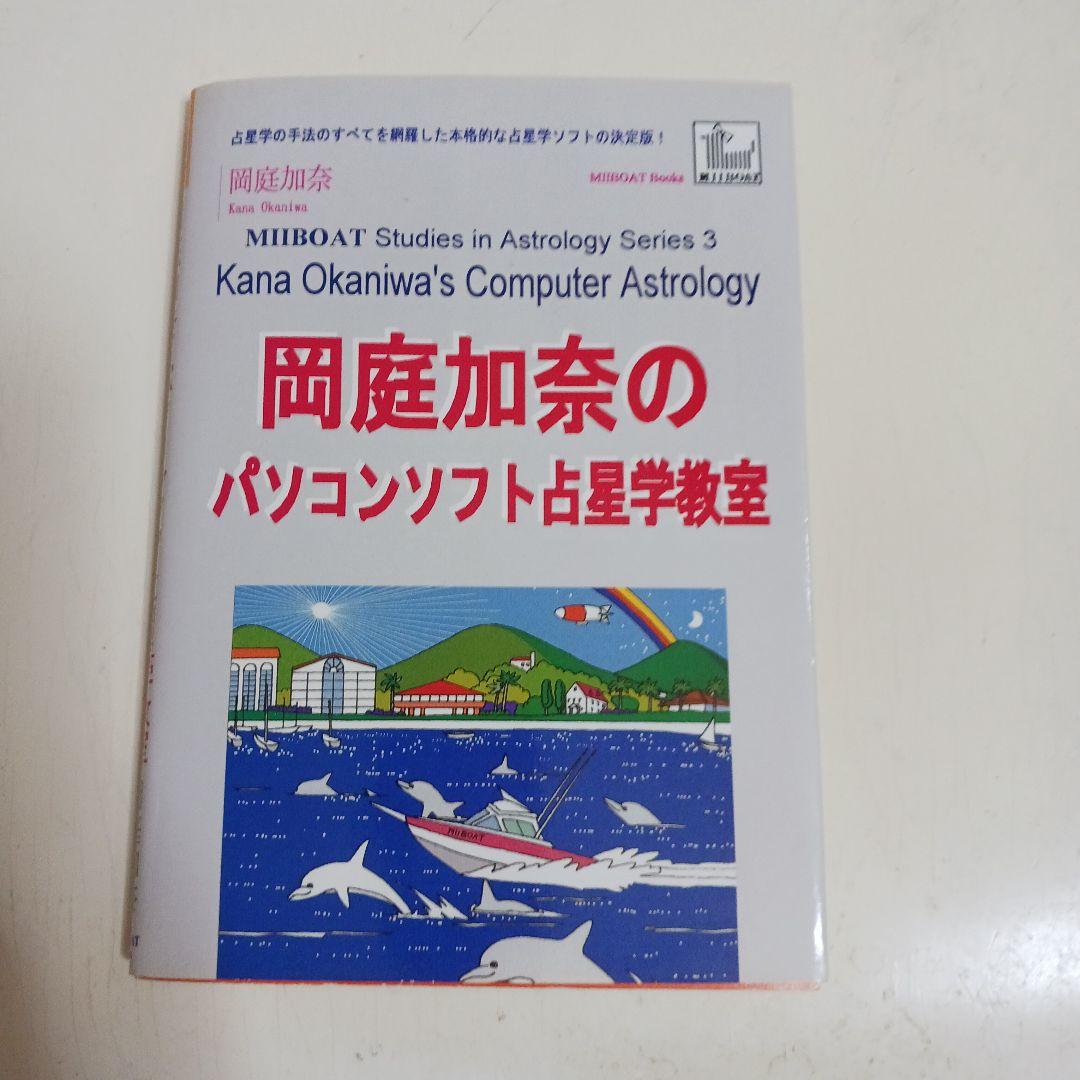 占星学の手法のすべてを網羅した本格的な占星学ソフトの決定版!
MIIBOAT
岡庭加奈
Kana Okaniwa
MIIBOAT Books
MIIBOAT Studies in Astrology Series 3
Kana Okaniwa's Computer Astrology
岡庭加奈の
パソコンソフト占星学教室
MIIBOAT